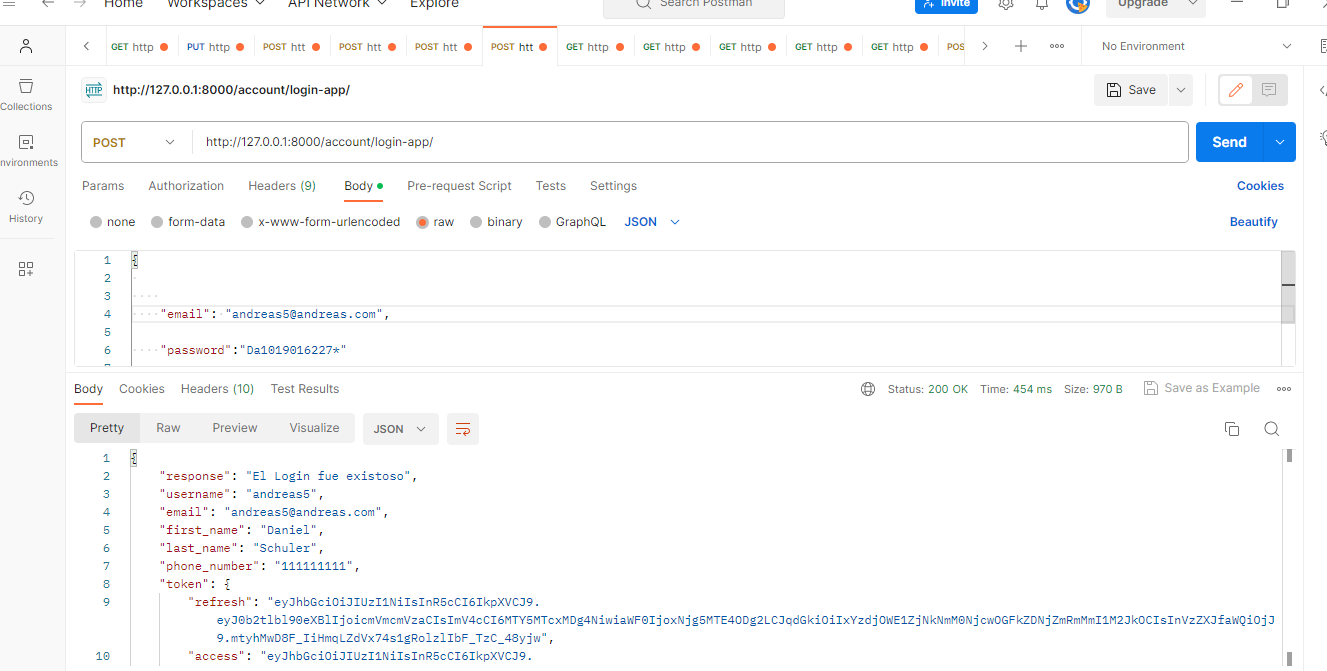 Home Workspaces API Network Explore Search Postman Invite Upgrade
GET http PUT http POST htt POST htt POST htt POST htt GET http GET http GET http GET http GET http POS No Environment
HTTP http://127.0.0.1:8000/account/login-app/ Save
Collections
POST http://127.0.0.1:8000/account/login-app/ Send
nvironments
Params Authorization Headers (9) Body Pre-request Script Tests Settings Cookies
History
none form-data x-www-form-urlencoded raw binary GraphQL JSON Beautify
1 {
2
3
4 "email": "andreas5@andreas.com",
5
6 "password":"Da1019016227*"
Body Cookies Headers (10) Test Results Status: 200 OK Time: 454 ms Size: 970 B Save as Example
Pretty Raw Preview Visualize JSON
1 {
2 "response": "El Login fue existoso",
3 "username": "andreas5",
4 "email": "andreas5@andreas.com",
5 "first_name": "Daniel",
6 "last_name": "Schuler",
7 "phone_number": "111111111",
8 "token": {
9 "refresh": "eyJhbGciOiJIUzI1NiIsInR5cCI6IkpXVCJ9.
eyJ0b2tlbl90eXBlIjoicmVmcmVzaCIsImV4cCI6MTY5MTcxMDg4NiwiaWF0IjoxNjg5MTE4ODg2LCJqdGkiOiIxYzdjOWE1ZjNkNmM0NjcwOGFkZDNjZmRmMmI1M2JkOCIsInVzZXJfaWQiOjJ
9.mtyhMwD8F_IiHmqLZdVx74s1gRolzlIbF_TzC_48yjw",
10 "access": "eyJhbGciOiJIUzI1NiIsInR5cCI6IkpXVCJ9.